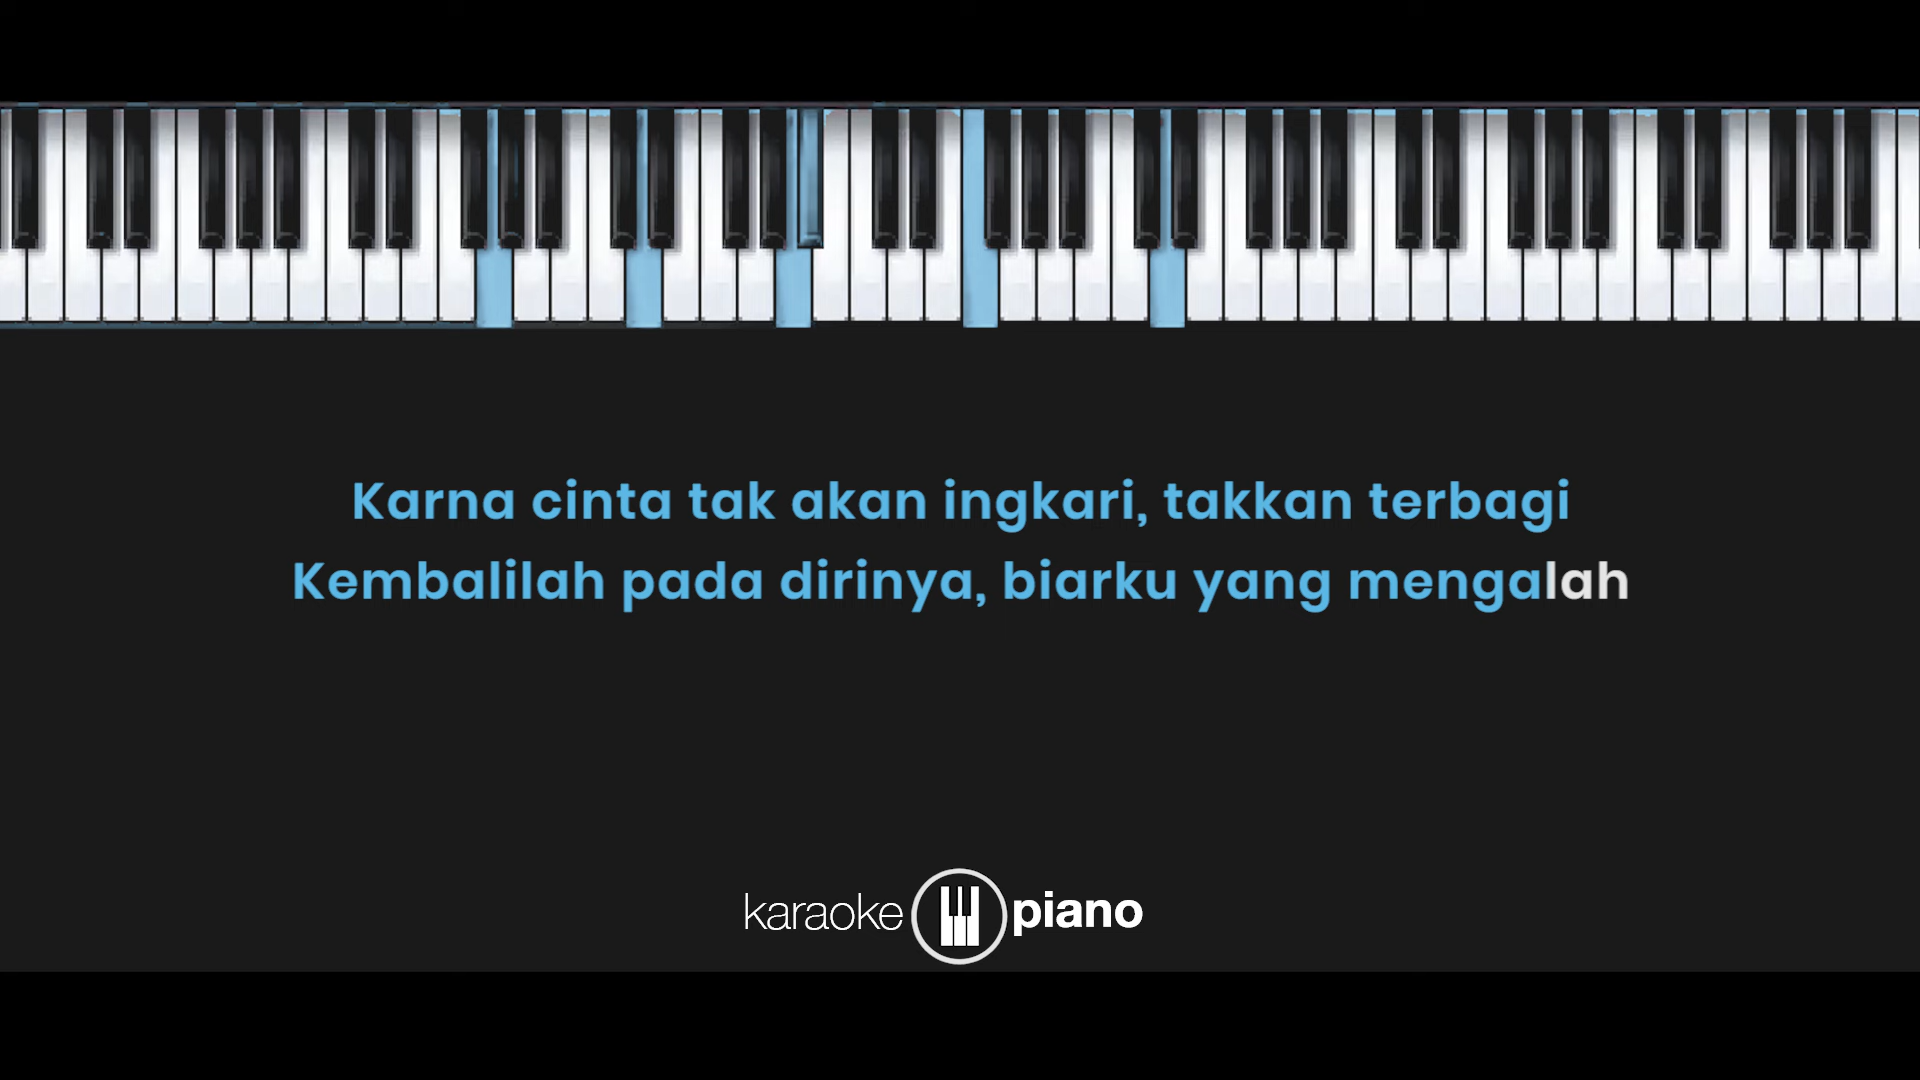 Karna cinta tak akan ingkari, takkan terbagi
Kembalilah pada dirinya, biarku yang mengalah
karaoke piano